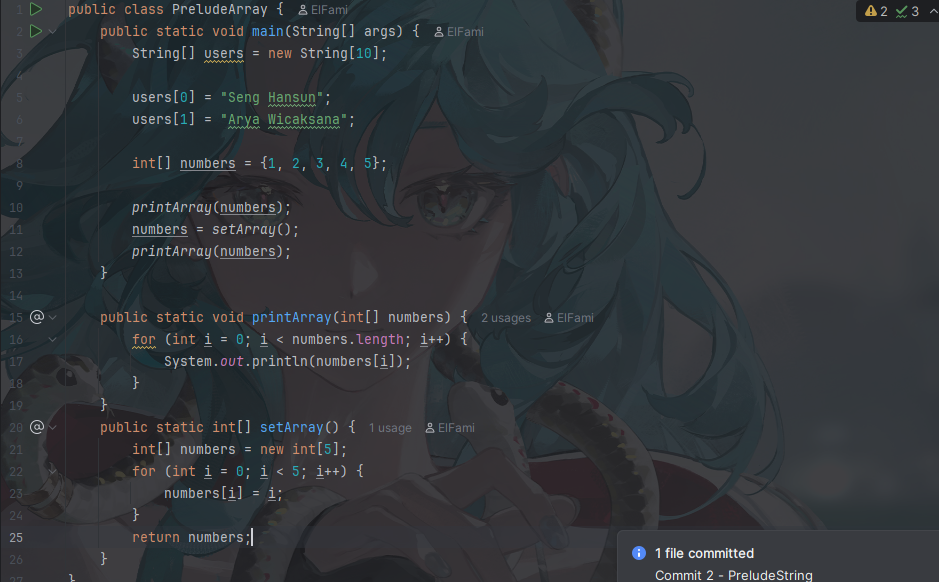 1 public class PreludeArray { ElFami
2 public static void main(String[] args) { ElFami
3 String[] users = new String[10];
4
5 users[0] = "Seng Hansun";
6 users[1] = "Arya Wicaksana";
7
8 int[] numbers = {1, 2, 3, 4, 5};
9
10 printArray(numbers);
11 numbers = setArray();
12 printArray(numbers);
13 }
14
15 @ public static void printArray(int[] numbers) { 2 usages ElFami
16 for (int i = 0; i < numbers.length; i++) {
17 System.out.println(numbers[i]);
18 }
19 }
20 @ public static int[] setArray() { 1 usage ElFami
21 int[] numbers = new int[5];
22 for (int i = 0; i < 5; i++) {
23 numbers[i] = i;
24 }
25 return numbers;
26 }
27 }
2 3
1 file committed
Commit 2 - PreludeString